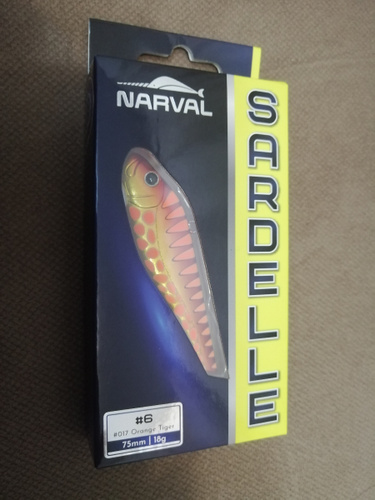 NARVAL
SARDELLE
#6
#017 Orange Tiger
75mm | 18g